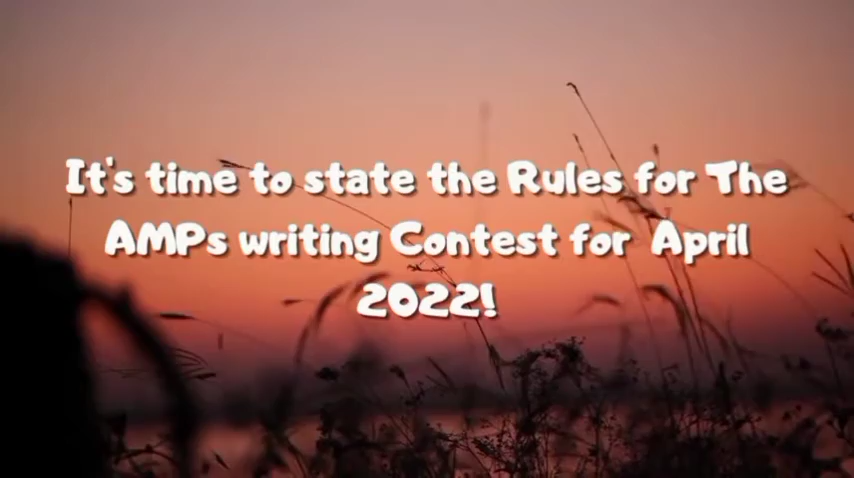 It's time to state the Rules for The
AMPs writing Contest for April
2022!